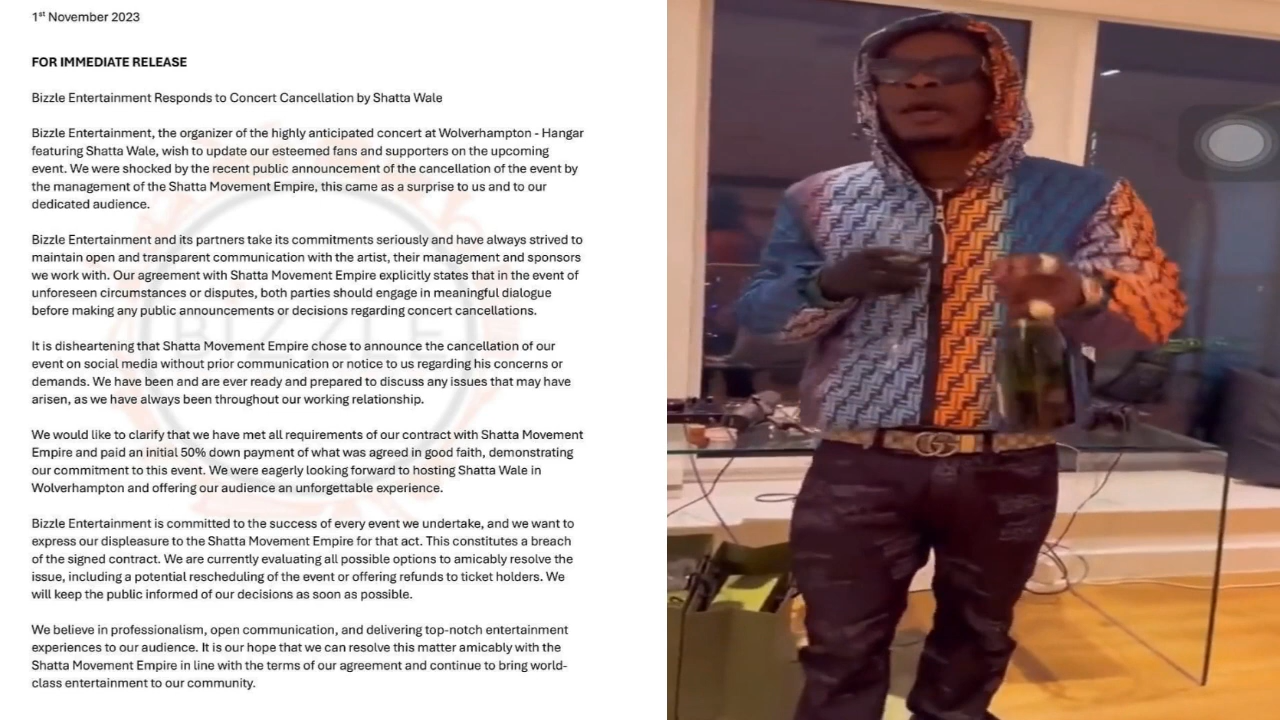 1st November 2023
FOR IMMEDIATE RELEASE
Bizzle Entertainment Responds to Concert Cancellation by Shatta Wale
Bizzle Entertainment, the organizer of the highly anticipated concert at Wolverhampton - Hangar
featuring Shatta Wale, wish to update our esteemed fans and supporters on the upcoming
event. We were shocked by the recent public announcement of the cancellation of the event by
the management of the Shatta Movement Empire, this came as a surprise to us and to our
dedicated audience.
Bizzle Entertainment and its partners take its commitments seriously and have always strived to
maintain open and transparent communication with the artist, their management and sponsors
we work with. Our agreement with Shatta Movement Empire explicitly states that in the event of
unforeseen circumstances or disputes, both parties should engage in meaningful dialogue
before making any public announcements or decisions regarding concert cancellations.
It is disheartening that Shatta Movement Empire chose to announce the cancellation of our
event on social media without prior communication or notice to us regarding his concerns or
demands. We have been and are ever ready and prepared to discuss any issues that may have
arisen, as we have always been throughout our working relationship.
We would like to clarify that we have met all requirements of our contract with Shatta Movement
Empire and paid an initial 50% down payment of what was agreed in good faith, demonstrating
our commitment to this event. We were eagerly looking forward to hosting Shatta Wale in
Wolverhampton and offering our audience an unforgettable experience.
Bizzle Entertainment is committed to the success of every event we undertake, and we want to
express our displeasure to the Shatta Movement Empire for that act. This constitutes a breach
of the signed contract. We are currently evaluating all possible options to amicably resolve the
issue, including a potential rescheduling of the event or offering refunds to ticket holders. We
will keep the public informed of our decisions as soon as possible.
We believe in professionalism, open communication, and delivering top-notch entertainment
experiences to our audience. It is our hope that we can resolve this matter amicably with the
Shatta Movement Empire in line with the terms of our agreement and continue to bring world-
class entertainment to our community.
BIZZLE